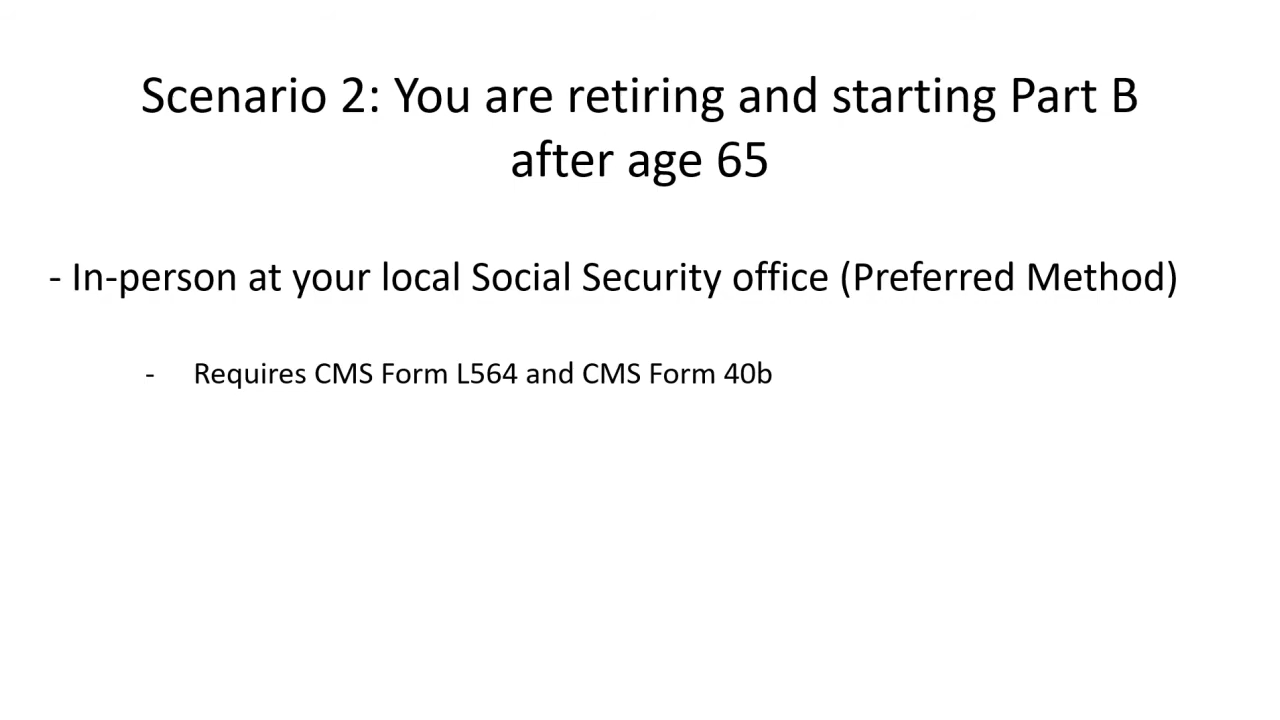 Scenario 2: You are retiring and starting Part B
after age 65
- In-person at your local Social Security office (Preferred Method)
- Requires CMS Form L564 and CMS Form 40b